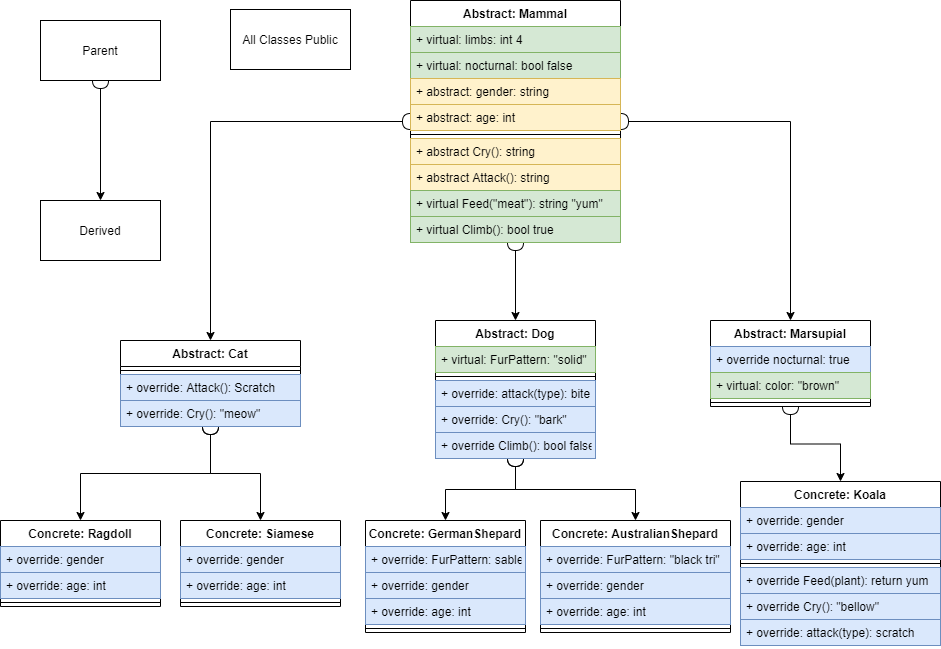 Parent
All Classes Public
Derived
Abstract: Mammal
+ virtual: limbs: int 4
+ virtual: nocturnal: bool false
+ abstract: gender: string
+ abstract: age: int
+ abstract Cry(): string
+ abstract Attack(): string
+ virtual Feed("meat"): string "yum"
+ virtual Climb(): bool true
Abstract: Cat
+ override: Attack(): Scratch
+ override: Cry(): "meow"
Abstract: Dog
+ virtual: FurPattern: "solid"
+ override: attack(type): bite
+ override: Cry(): "bark"
+ override Climb(): bool false
Abstract: Marsupial
+ override nocturnal: true
+ virtual: color: "brown"
Concrete: Ragdoll
+ override: gender
+ override: age: int
Concrete: Siamese
+ override: gender
+ override: age: int
Concrete: GermanShepard
+ override: FurPattern: sable
+ override: gender
+ override: age: int
Concrete: AustralianShepard
+ override: FurPattern: "black tri"
+ override: gender
+ override: age: int
Concrete: Koala
+ override: gender
+ override: age: int
+ override Feed(plant): return yum
+ override Cry(): "bellow"
+ override: attack(type): scratch